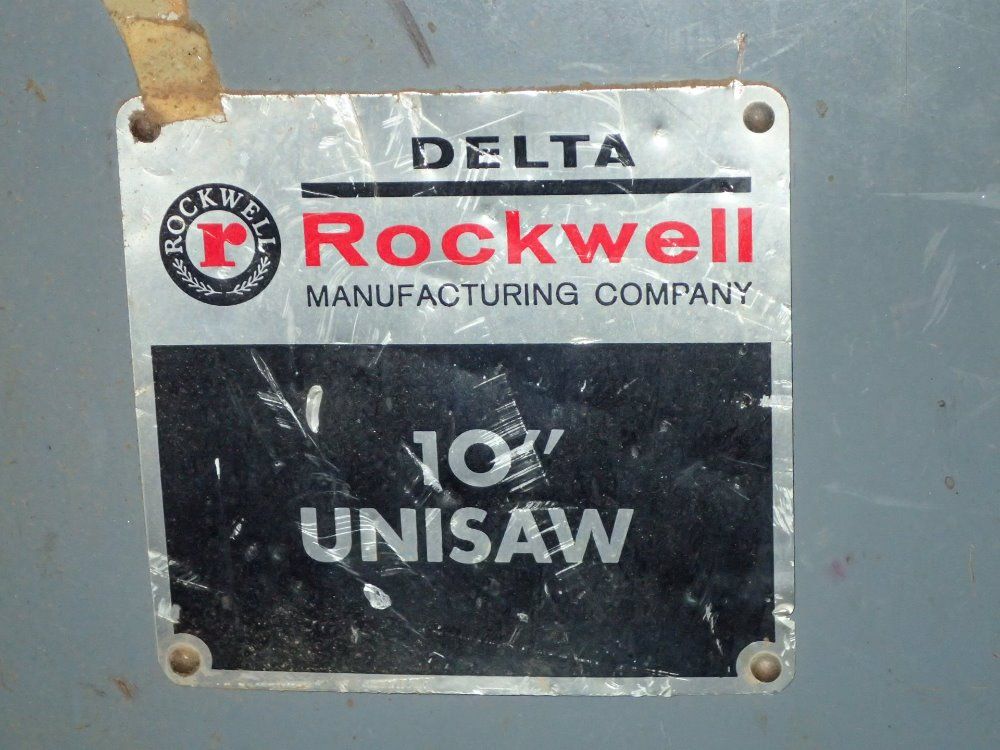 DELTA
ROCKWELL
r
Rockwell
MANUFACTURING COMPANY
10"
UNISAW